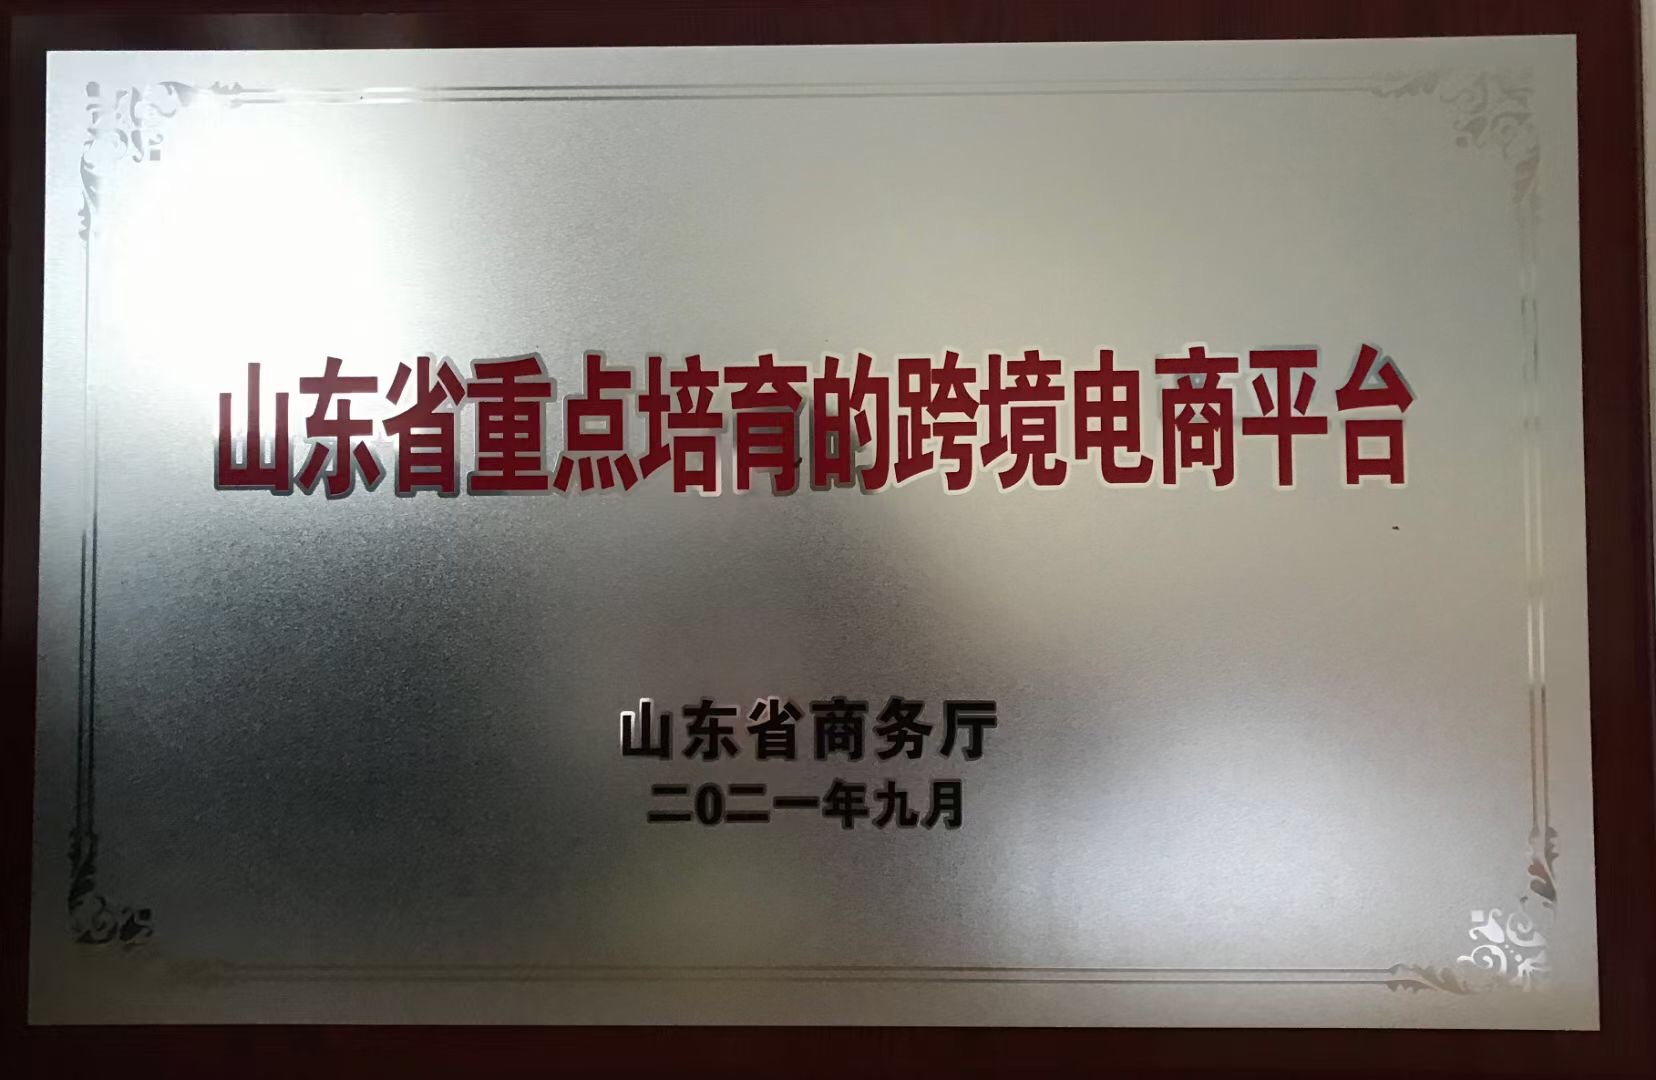 山东省重点培育的跨境电商平台
山东省商务厅
二0二一年九月